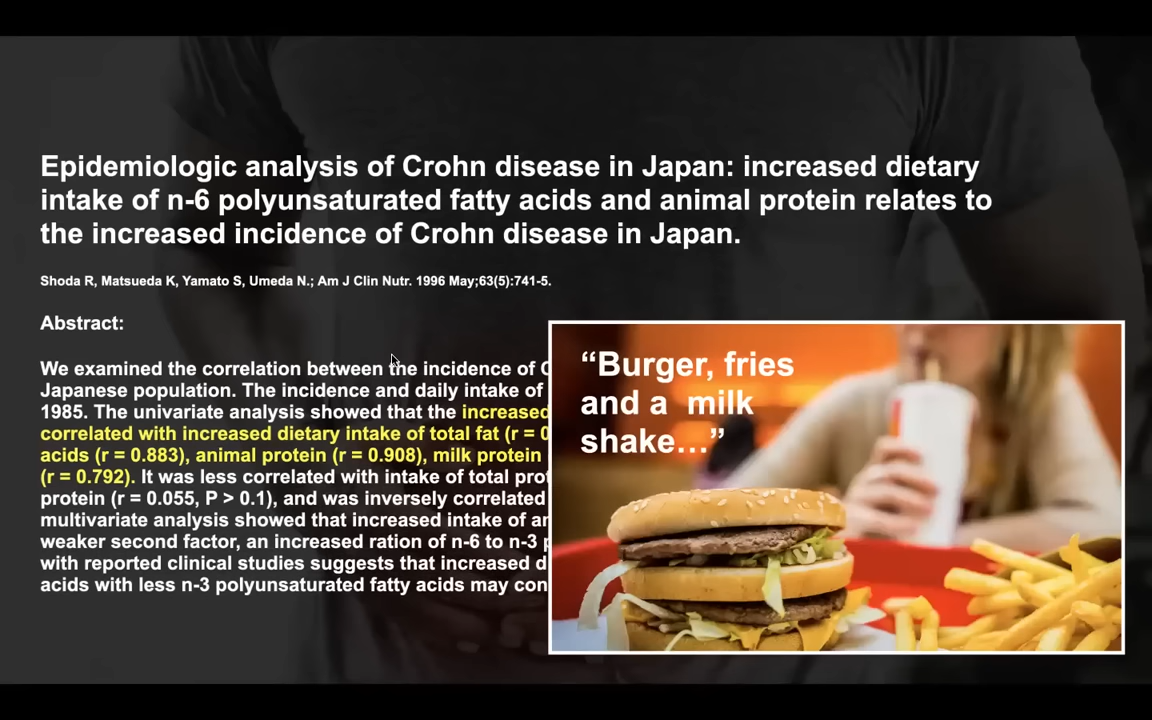 Epidemiologic analysis of Crohn disease in Japan: increased dietary
intake of n-6 polyunsaturated fatty acids and animal protein relates to
the increased incidence of Crohn disease in Japan.
Shoda R, Matsueda K, Yamato S, Umeda N.; Am J Clin Nutr. 1996 May;63(5):741-5.
Abstract:
We examined the correlation between the incidence of
Japanese population. The incidence and daily intake of
1985. The univariate analysis showed that the increased
correlated with increased dietary intake of total fat (r = 0
acids (r = 0.883), animal protein (r = 0.908), milk protein
(r = 0.792). It was less correlated with intake of total
protein (r = 0.055, P > 0.1), and was inversely correlated
multivariate analysis showed that increased intake of
weaker second factor, an increased ration of n-6 to n-3
with reported clinical studies suggests that increased
acids with less n-3 polyunsaturated fatty acids may
“Burger, fries
and a milk
shake...”